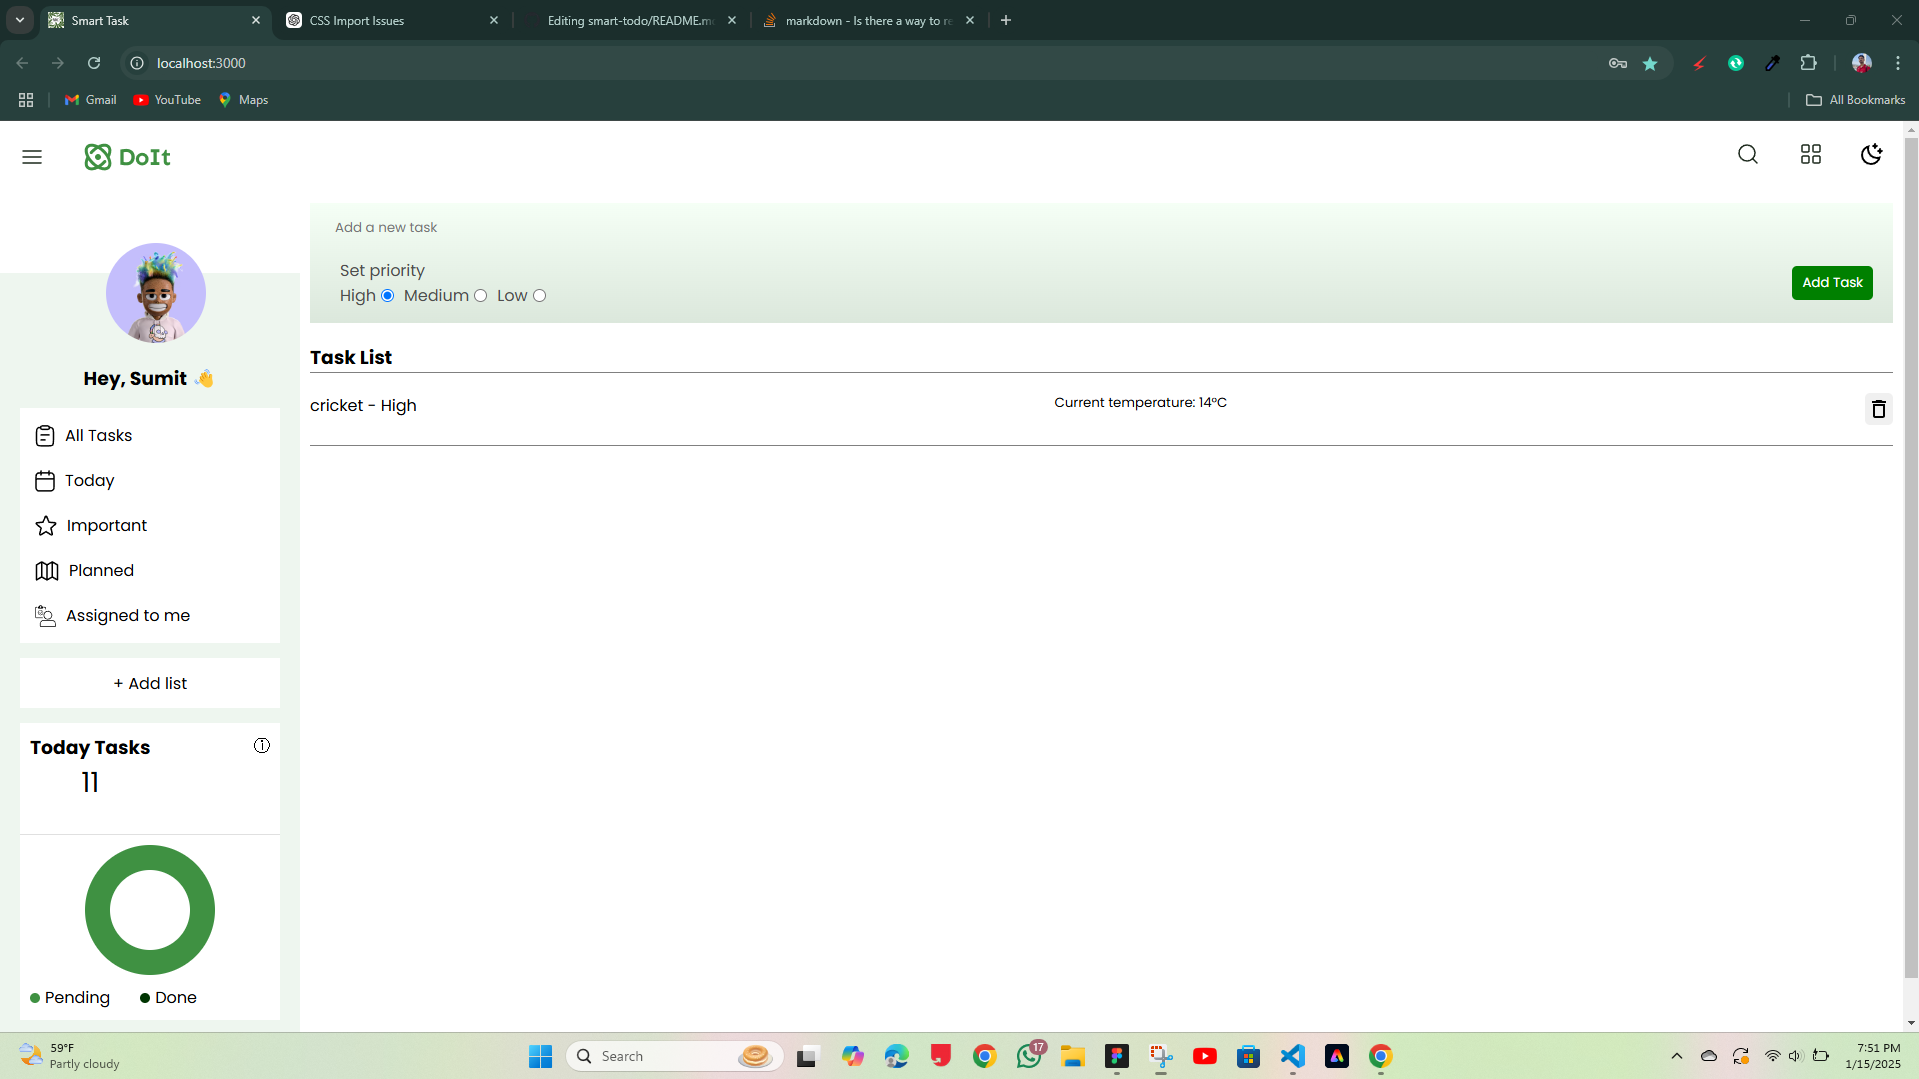 Smart Task
CSS Import Issues
Editing smart-todo/README.m
markdown - Is there a way to re
localhost:3000
Gmail
YouTube
Maps
All Bookmarks
DoIt
Add a new task
Set priority
High
Medium
Low
Add Task
Hey, Sumit 👋
Task List
cricket - High
Current temperature: 14°C
All Tasks
Today
Important
Planned
Assigned to me
+ Add list
Today Tasks
11
Pending
Done
59°F
Partly cloudy
Search
17
7:51 PM
1/15/2025